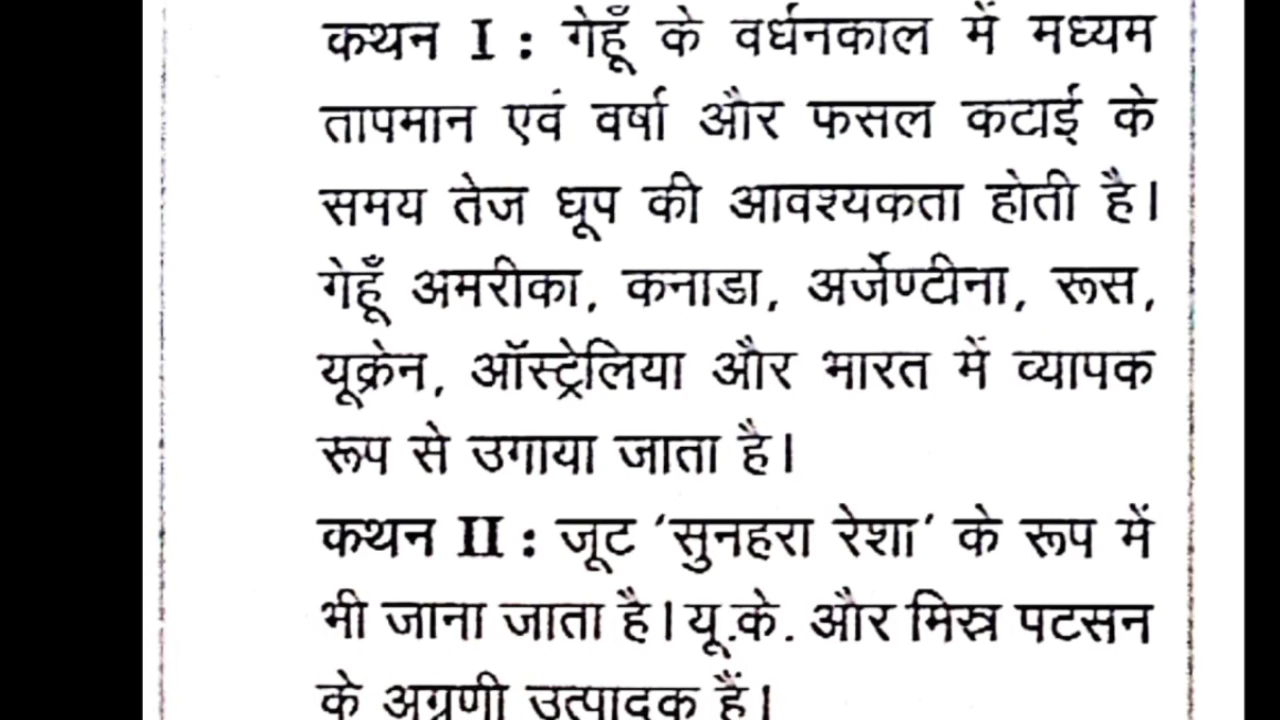 कथन I : गेहूँ के वर्धनकाल में मध्यम
तापमान एवं वर्षा और फसल कटाई के
समय तेज धूप की आवश्यकता होती है।
गेहूँ अमरीका, कनाडा, अर्जेण्टीना, रूस,
यूक्रेन, ऑस्ट्रेलिया और भारत में व्यापक
रूप से उगाया जाता है।
कथन II : जूट ‘सुनहरा रेशा’ के रूप में
भी जाना जाता है। यू.के. और मिस्र पटसन
के अग्रणी उत्पादक हैं।